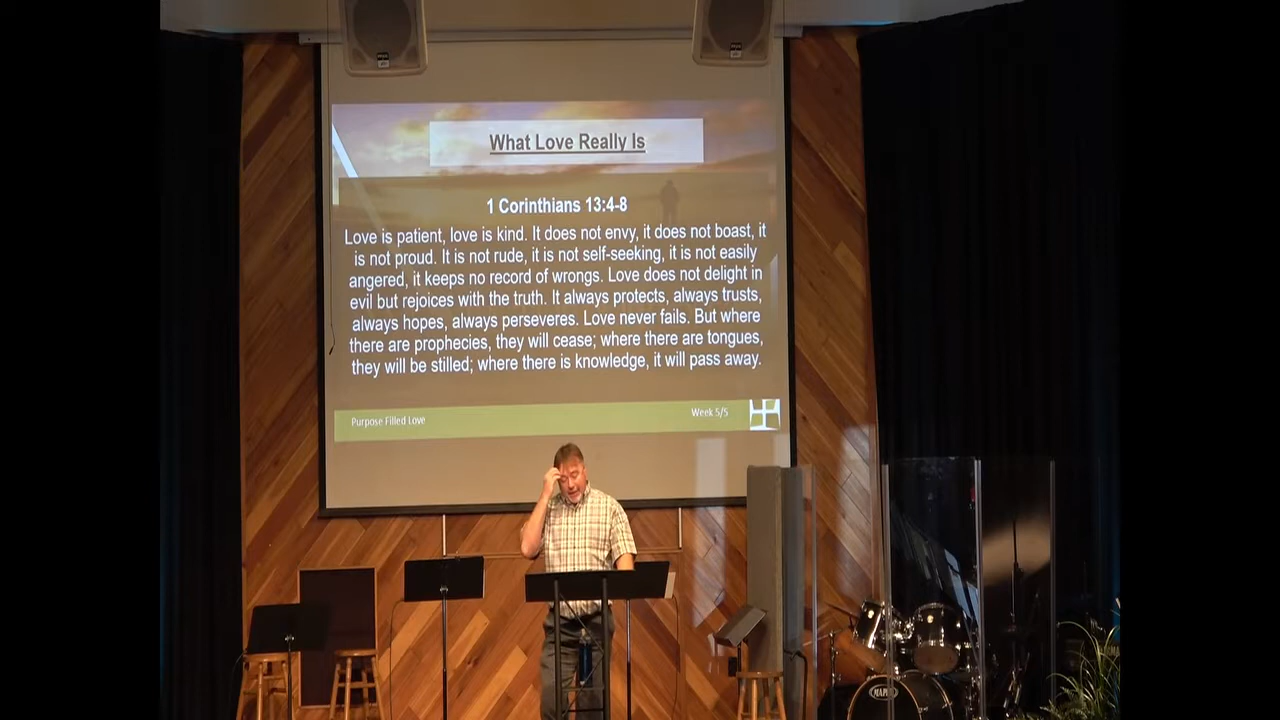 What Love Really Is
1 Corinthians 13:4-8
Love is patient, love is kind. It does not envy, it does not boast, it
is not proud. It is not rude, it is not self-seeking, it is not easily
angered, it keeps no record of wrongs. Love does not delight in
evil but rejoices with the truth. It always protects, always trusts,
always hopes, always perseveres. Love never fails. But where
there are prophecies, they will cease; where there are tongues,
they will be stilled; where there is knowledge, it will pass away.
Purpose Filled Love
Week 5/5